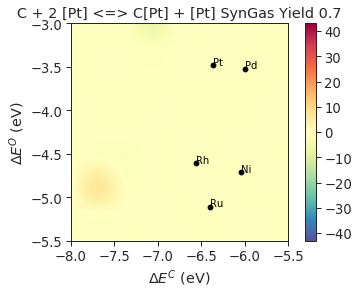 C + 2 [Pt] <=> C[Pt] + [Pt] SynGas Yield 0.7
−3.0
−3.5
−4.0
−4.5
−5.0
−5.5
ΔE^O (eV)
Pt
Pd
Rh
Ni
Ru
−8.0 −7.5 −7.0 −6.5 −6.0 −5.5
ΔE^C (eV)
40
30
20
10
0
−10
−20
−30
−40